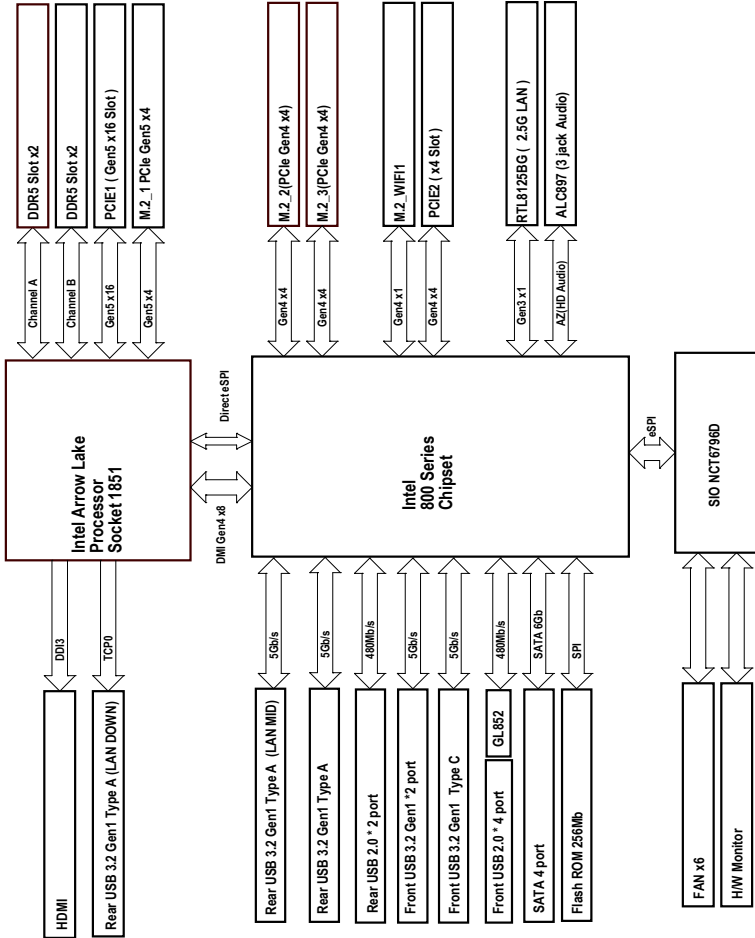 DDR5 Slot x2
DDR5 Slot x2
PCIE1 ( Gen5 x16 Slot )
M.2_1 PCIe Gen5 x4
M.2_2(PCIe Gen4 x4)
M.2_3(PCIe Gen4 x4)
M.2_WIFI1
PCIE2 ( x4 Slot )
RTL8125BG ( 2.5G LAN )
ALC897 (3 jack Audio)
Channel A
Channel B
Gen5 x16
Gen5 x4
Gen4 x4
Gen4 x4
Gen4 x1
Gen4 x4
Gen3 x1
AZ(HD Audio)
Intel Arrow Lake
Processor
Socket 1851
Direct eSPI
DMI Gen4 x8
Intel
800 Series
Chipset
eSPI
SIO NCT6796D
DDI3
TCP0
5Gb/s
5Gb/s
480Mb/s
5Gb/s
5Gb/s
480Mb/s
SATA 6Gb
SPI
HDMI
Rear USB 3.2 Gen1 Type A (LAN DOWN)
Rear USB 3.2 Gen1 Type A (LAN MID)
Rear USB 3.2 Gen1 Type A
Rear USB 2.0 * 2 port
Front USB 3.2 Gen1 *2 port
Front USB 3.2 Gen1 Type C
GL852
Front USB 2.0 * 4 port
SATA 4 port
Flash ROM 256Mb
FAN x6
H/W Monitor